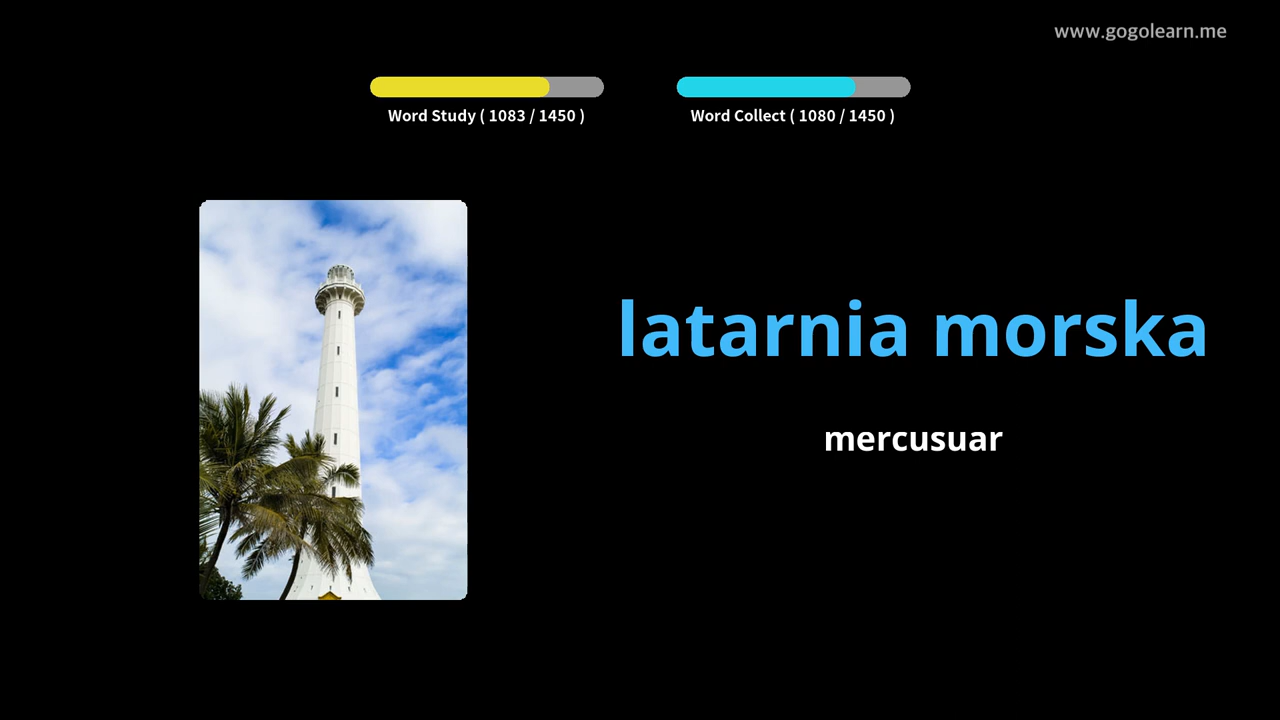 www.gogolearn.me
Word Study ( 1083 / 1450 )
Word Collect ( 1080 / 1450 )
latarnia morska
mercusuar